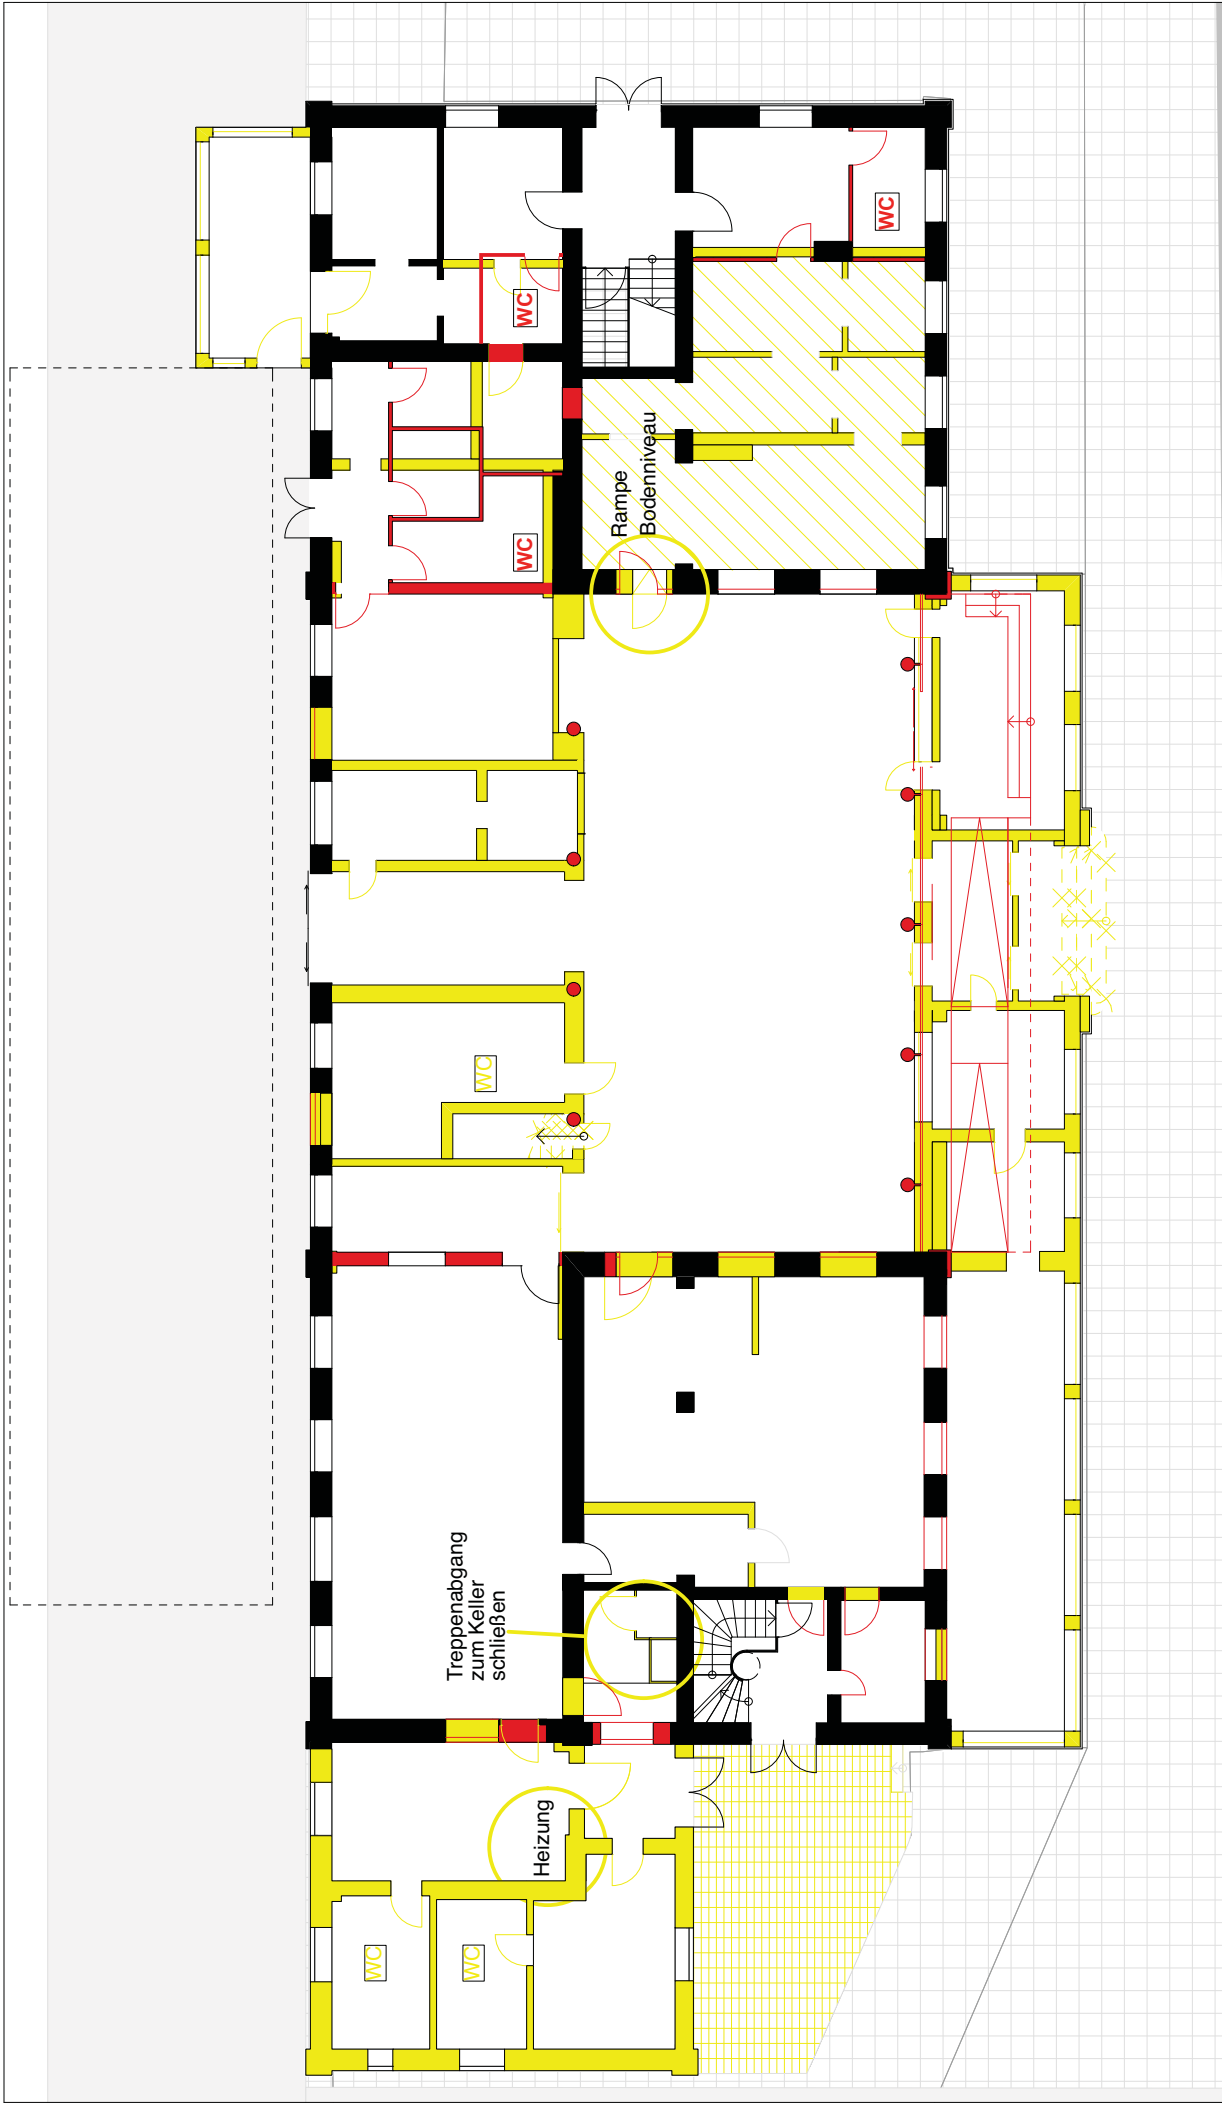 WC
WC
WC
Rampe
Bodenniveau
WC
Treppenabgang
zum Keller
schließen
Heizung
WC
WC